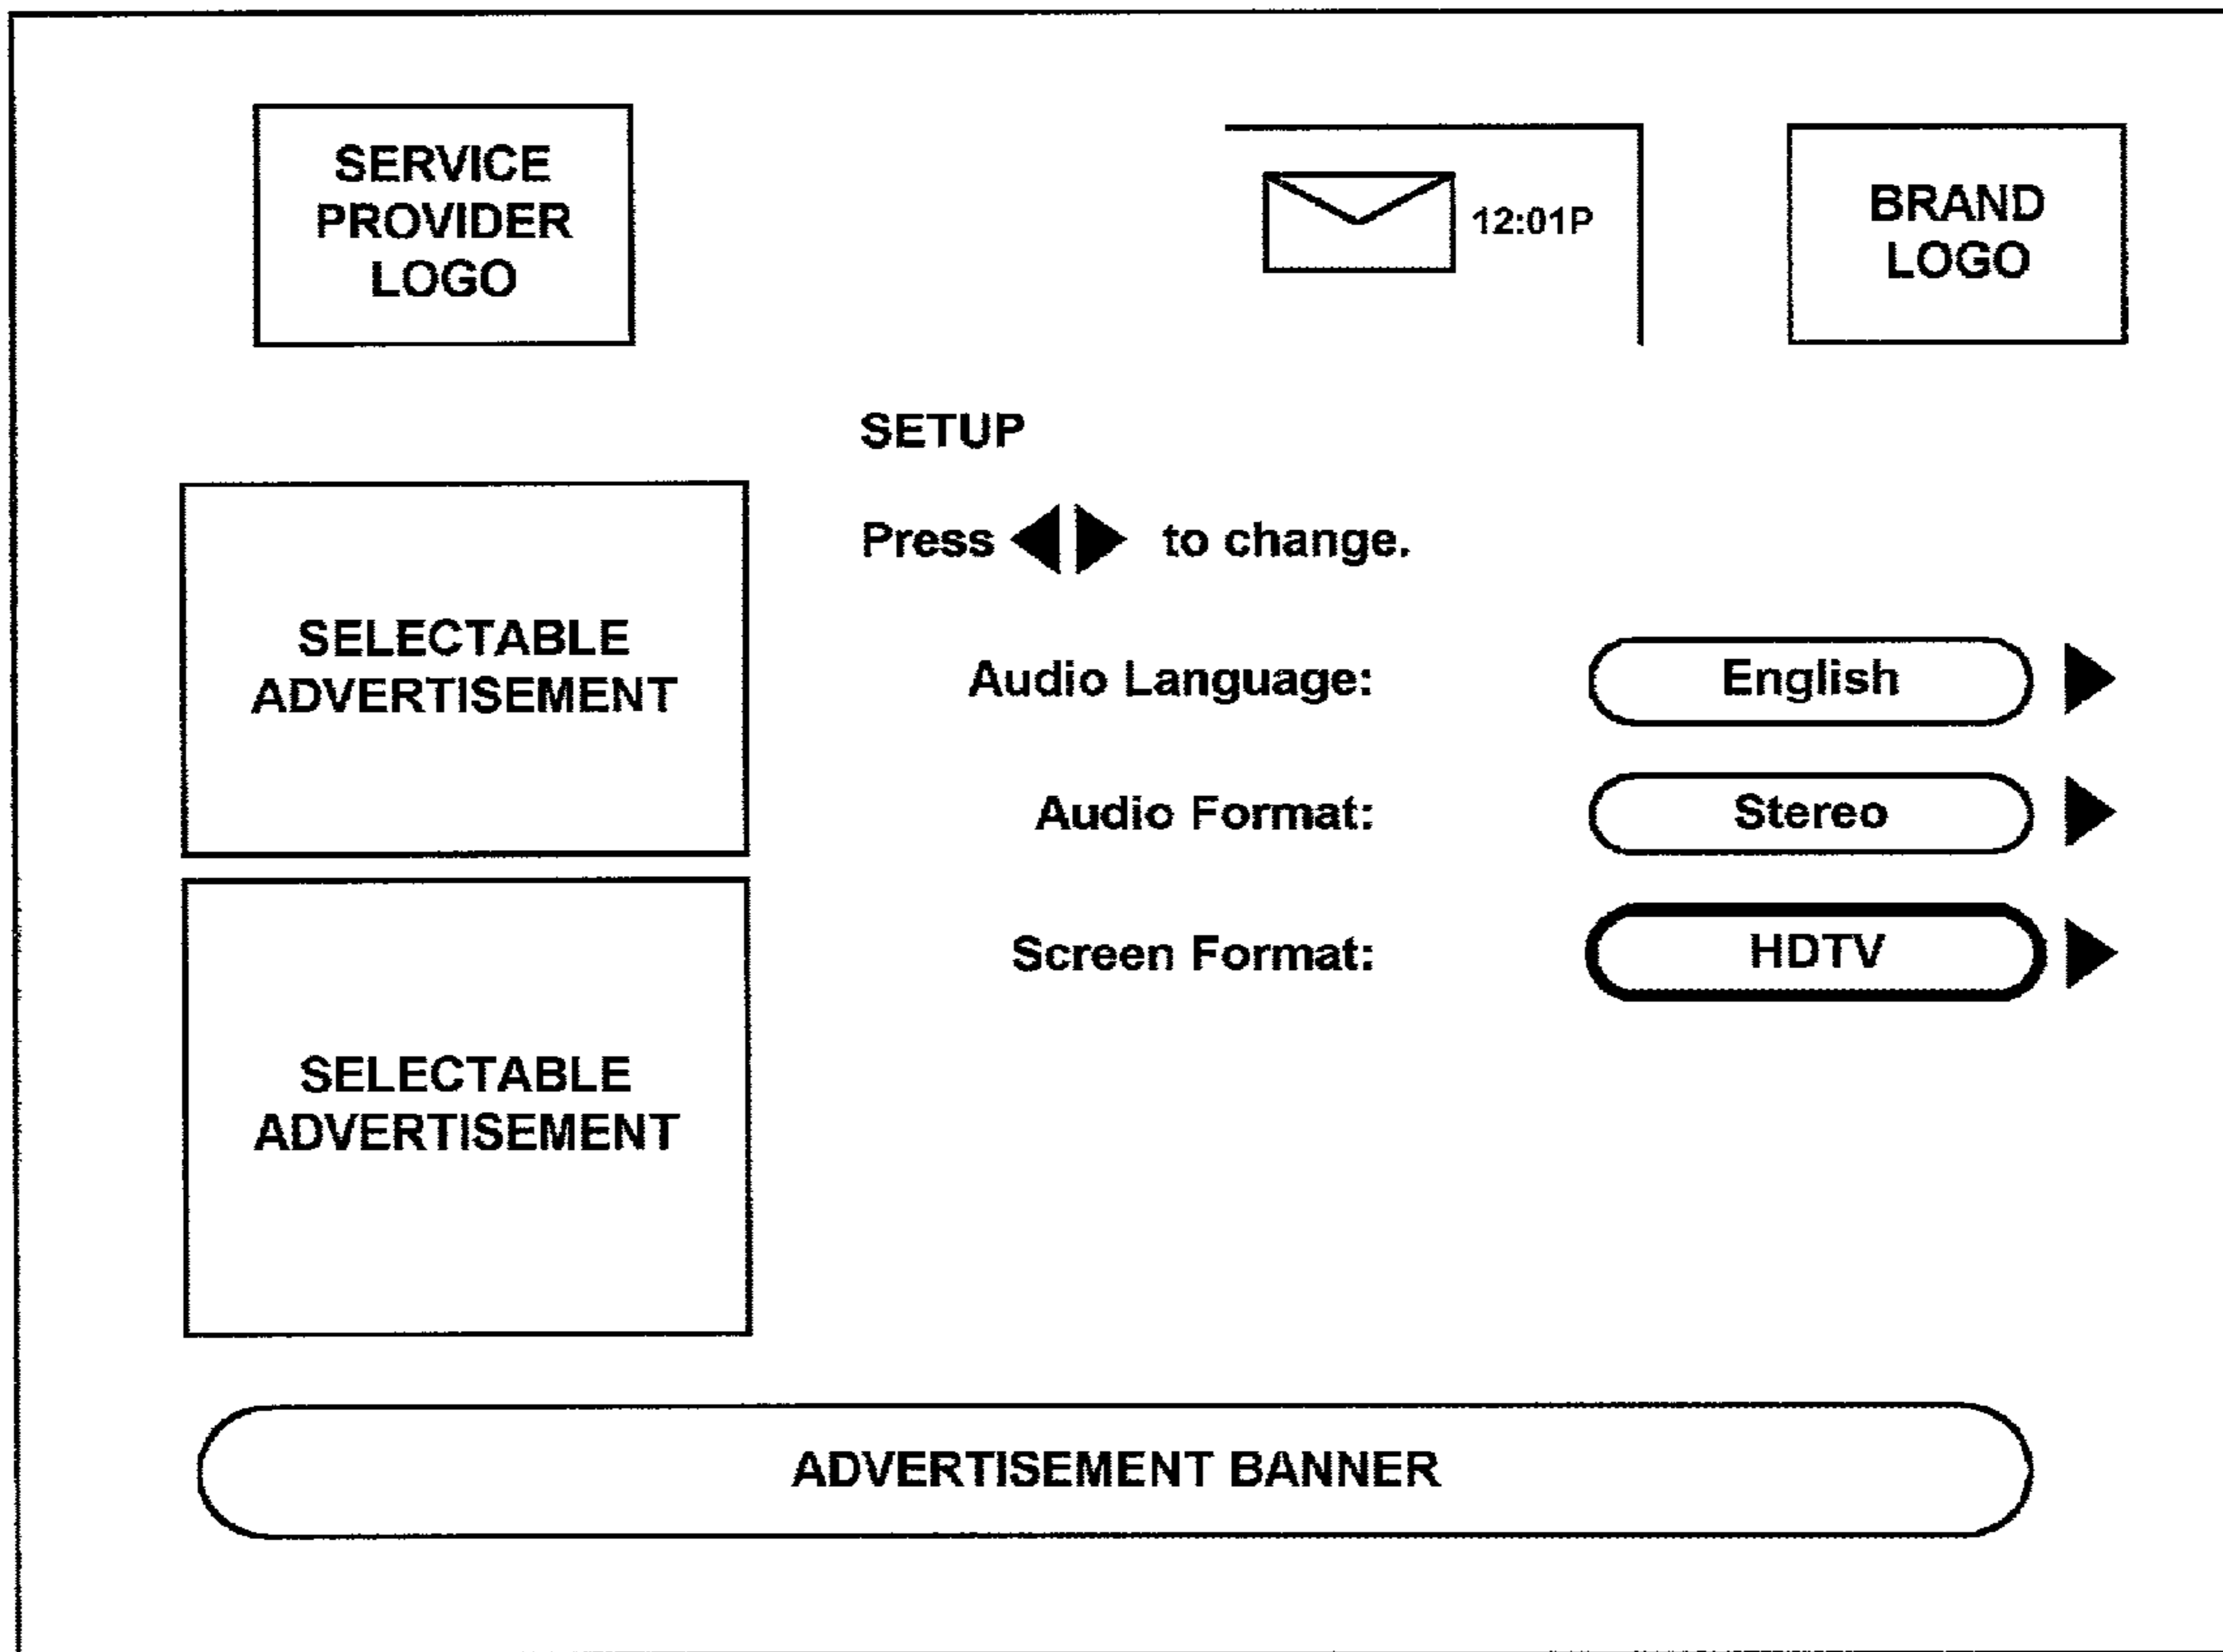 SERVICE
PROVIDER
LOGO
12:01P
BRAND
LOGO
SETUP
Press ◀▶ to change.
SELECTABLE
ADVERTISEMENT
Audio Language: English ▶
Audio Format: Stereo ▶
Screen Format: HDTV ▶
SELECTABLE
ADVERTISEMENT
ADVERTISEMENT BANNER